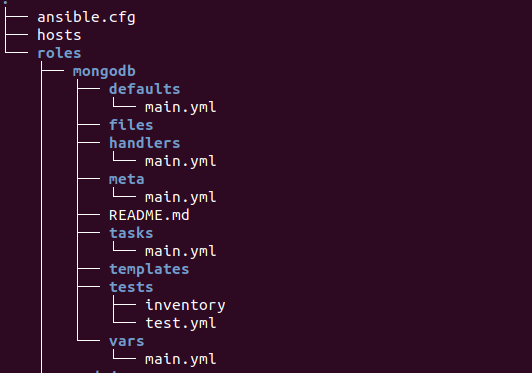 .
├── ansible.cfg
├── hosts
└── roles
├── mongodb
├── defaults
└── main.yml
├── files
├── handlers
└── main.yml
├── meta
└── main.yml
├── README.md
├── tasks
└── main.yml
├── templates
├── tests
├── inventory
└── test.yml
└── vars
└── main.yml